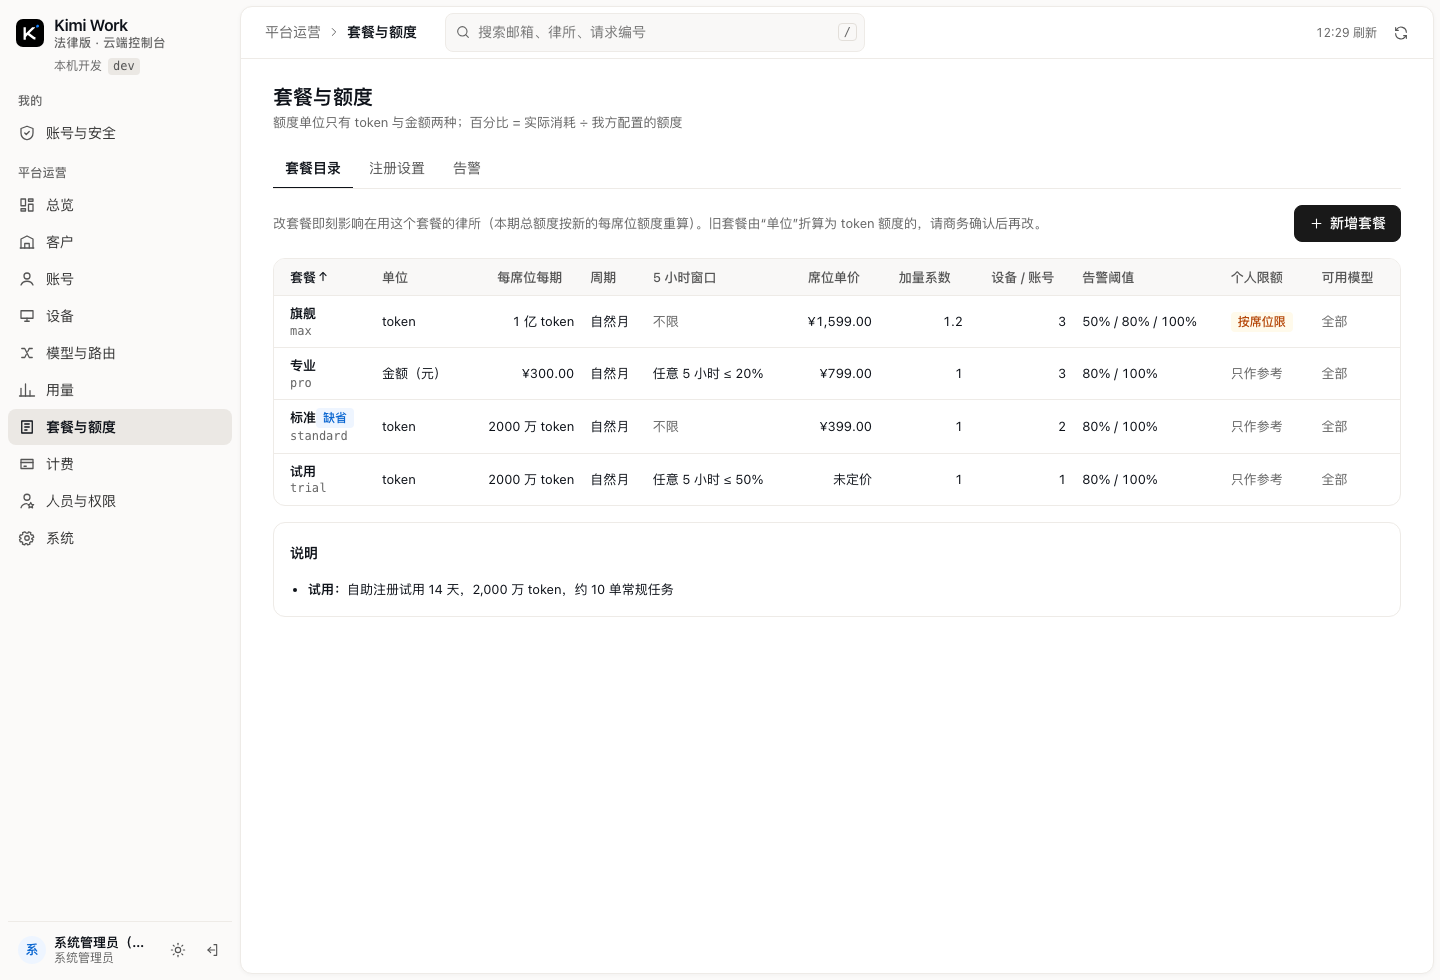 Kimi Work
法律版 · 云端控制台
本机开发 dev
我的
账号与安全
平台运营
总览
客户
账号
设备
模型与路由
用量
套餐与额度
计费
人员与权限
系统
系 系统管理员（...
系统管理员
平台运营 > 套餐与额度
搜索邮箱、律所、请求编号 /
12:29 刷新
套餐与额度
额度单位只有 token 与金额两种；百分比 = 实际消耗 ÷ 我方配置的额度
套餐目录 注册设置 告警
改套餐即刻影响在用这个套餐的律所（本期总额度按新的每席位额度重算）。旧套餐由“单位”折算为 token 额度的，请商务确认后再改。
+ 新增套餐
套餐↑ 单位 每席位每期 周期 5 小时窗口 席位单价 加量系数 设备 / 账号 告警阈值 个人限额 可用模型
旗舰 token 1 亿 token 自然月 不限 ¥1,599.00 1.2 3 50% / 80% / 100% 按席位限 全部
max
专业 金额（元） ¥300.00 自然月 任意 5 小时 ≤ 20% ¥799.00 1 3 80% / 100% 只作参考 全部
pro
标准 缺省 token 2000 万 token 自然月 不限 ¥399.00 1 2 80% / 100% 只作参考 全部
standard
试用 token 2000 万 token 自然月 任意 5 小时 ≤ 50% 未定价 1 1 80% / 100% 只作参考 全部
trial
说明
• 试用：自助注册试用 14 天，2,000 万 token，约 10 单常规任务